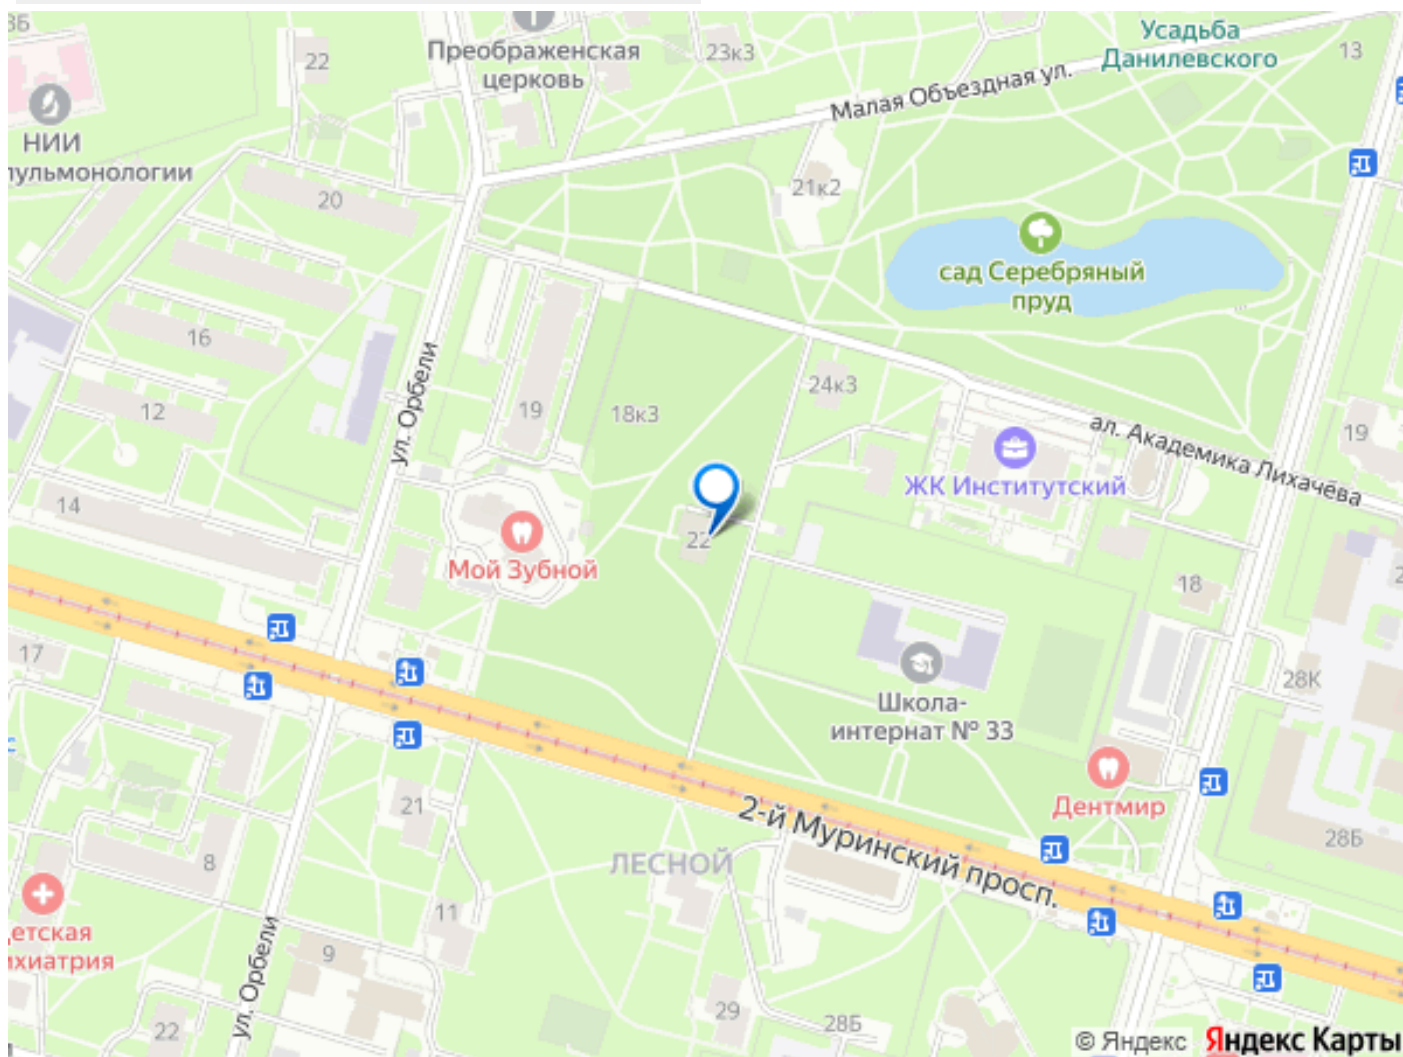 3Б
22
Преображенская
церковь
23к3
Усадьба
Данилевского
13
Малая Объездная ул.
НИИ
пульмонологии
20
21к2
сад Серебряный
пруд
16
ул. Орбели
12
19
18к3
24к3
ал. Академика Лихачёва
19
ЖК Институтский
14
Мой Зубной
22
18
17
28К
Школа-
интернат № 33
Дентмир
21
2-й Муринский просп.
28Б
8
ЛЕСНОЙ
11
етская
ихиатрия
9
ул. Орбели
22
29
28Б
© Яндекс Яндекс Карты